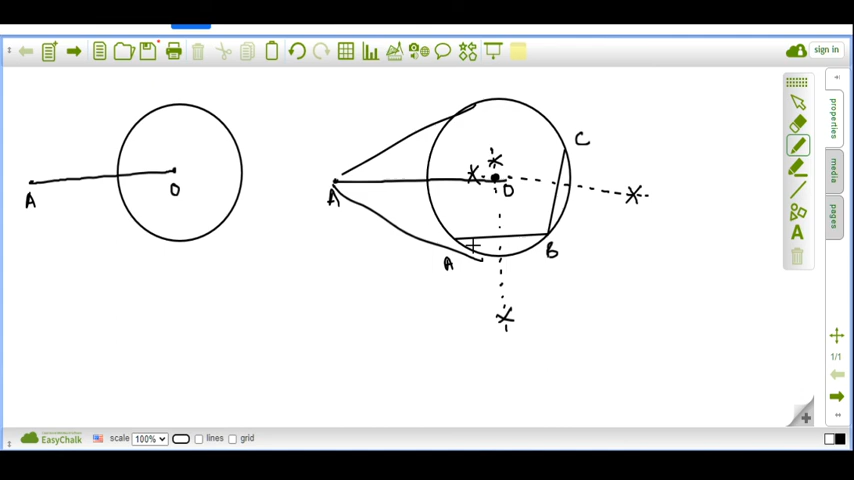 sign in
properties
media
pages
C
A
O
A
O
A
B
1/1
EasyChalk
scale
100%
lines
grid